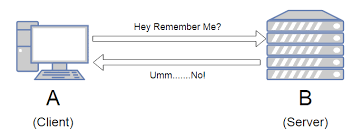 Hey Remember Me?
Umm.......No!
A
(Client)
B
(Server)